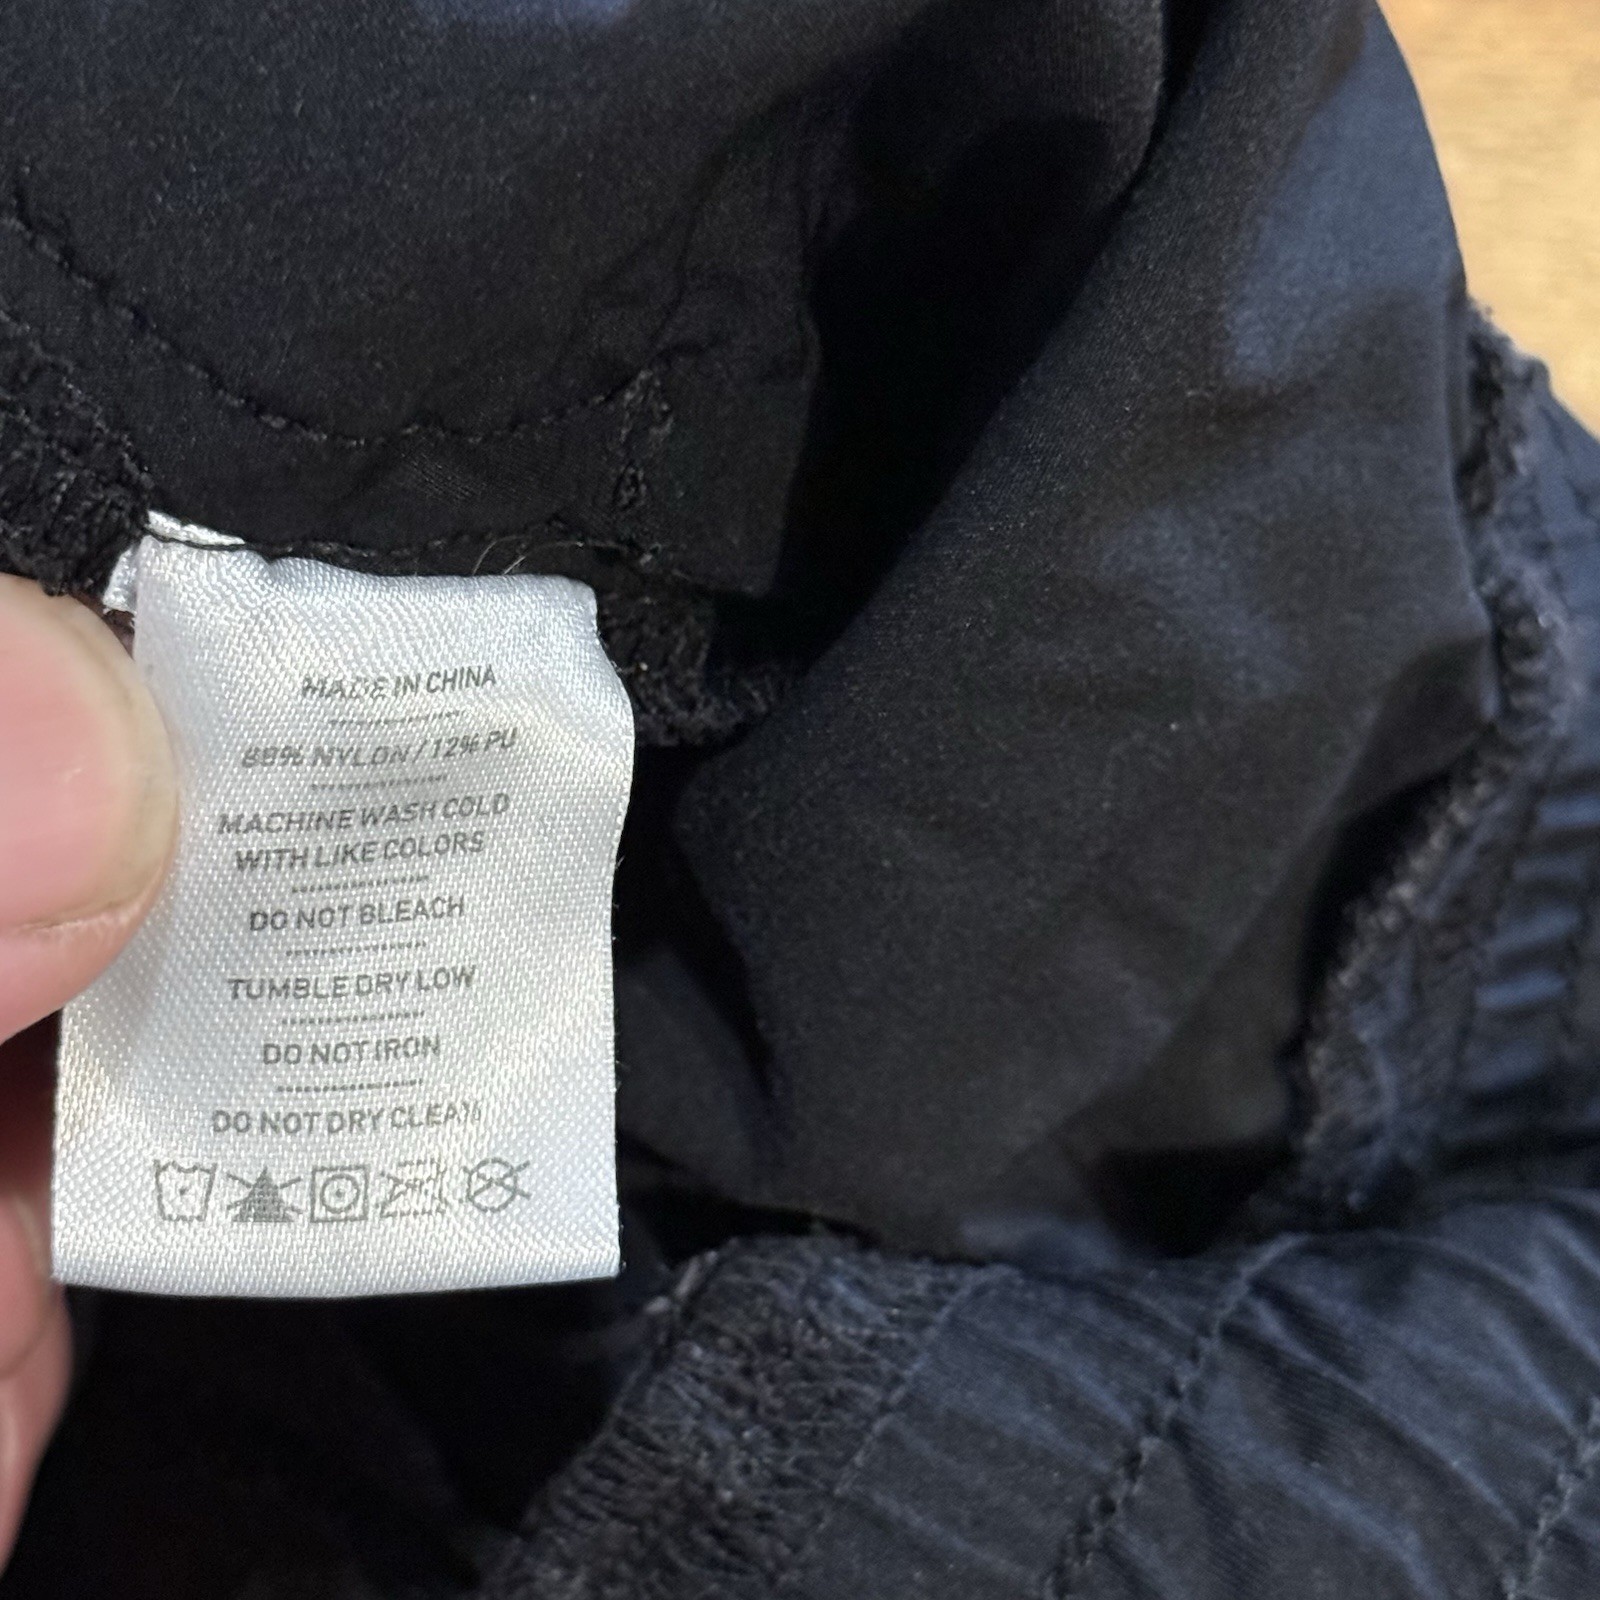 MADE IN CHINA
88% NYLON / 12% PU
MACHINE WASH COLD
WITH LIKE COLORS
DO NOT BLEACH
TUMBLE DRY LOW
DO NOT IRON
DO NOT DRY CLEAN